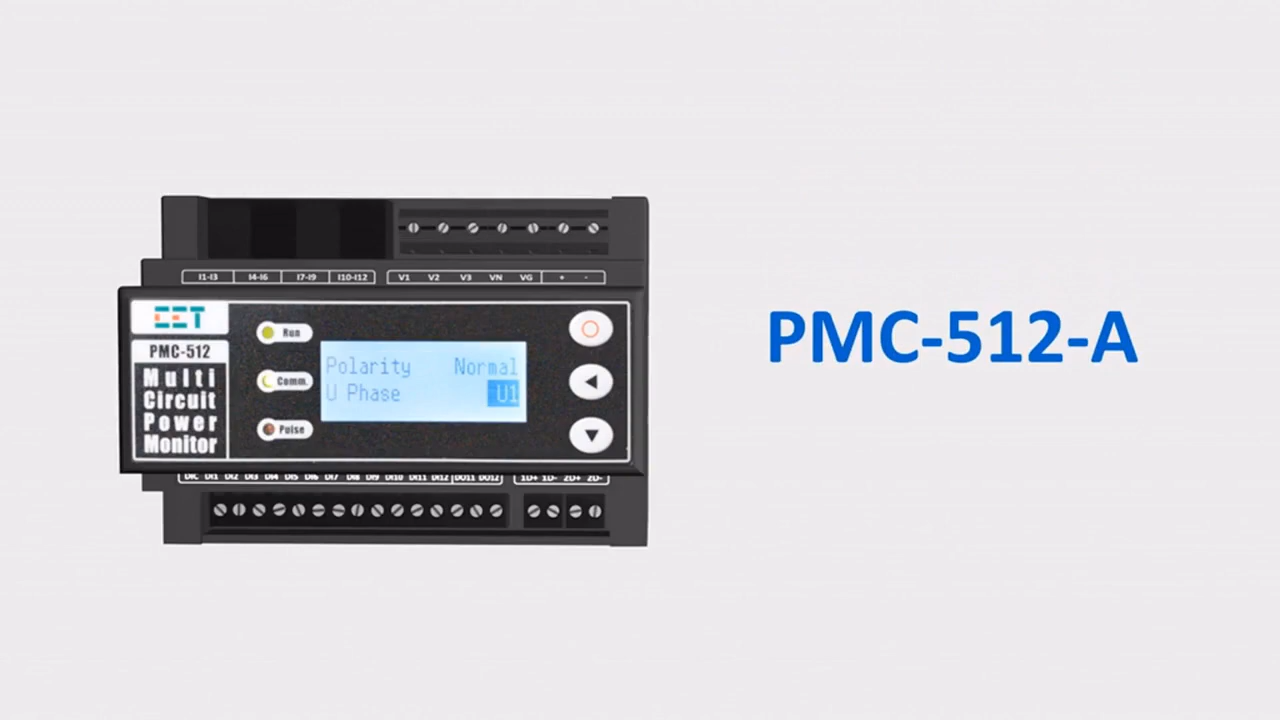 I1-I3 I4-I6 I7-I9 I10-I12 V1 V2 V3 VN VG + -
CET
PMC-512
Multi
Circuit
Power
Monitor
Run
Comm.
Pulse
Polarity Normal
U Phase U1
DIC DI1 DI2 DI3 DI4 DI5 DI6 DI7 DI8 DI9 DI10 DI11 DI12 DO11 DO12 1D+ 1D- 2D+ 2D-
PMC-512-A